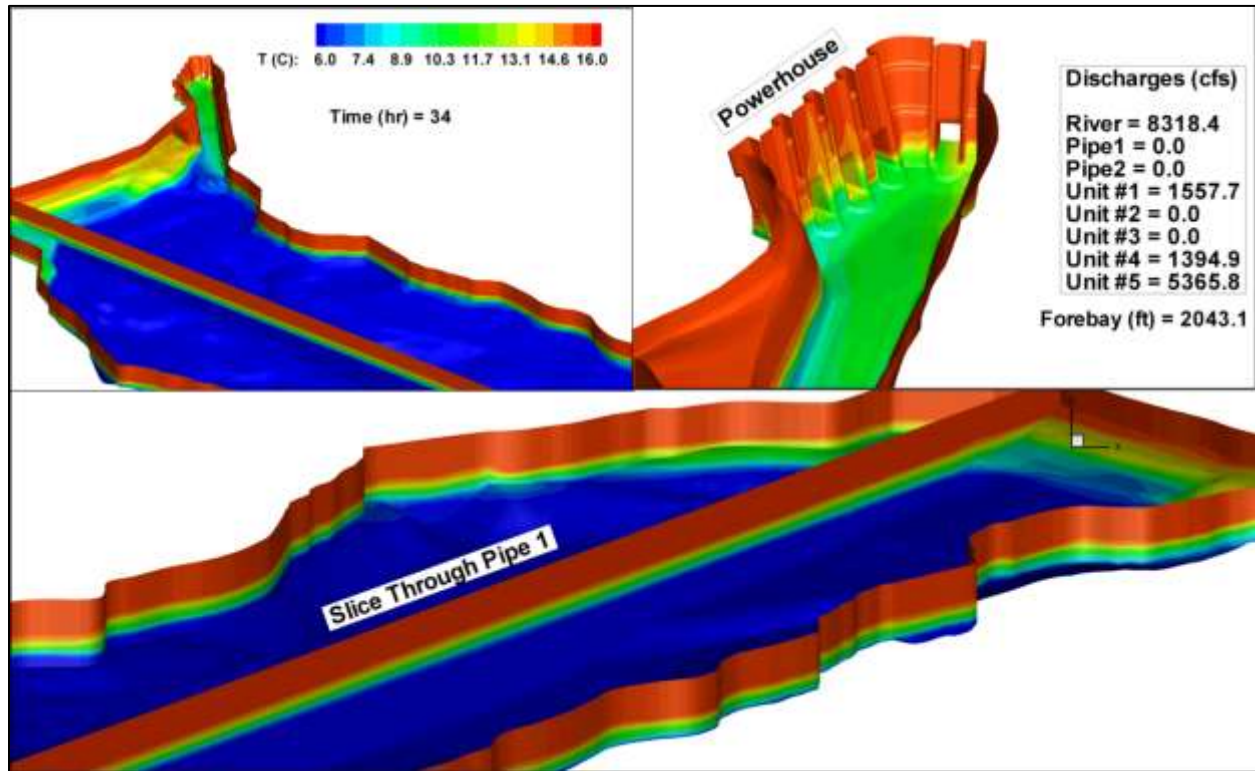 T (C): 6.0 7.4 8.9 10.3 11.7 13.1 14.6 16.0
Time (hr) = 34
Powerhouse
Discharges (cfs)
River = 8318.4
Pipe1 = 0.0
Pipe2 = 0.0
Unit #1 = 1557.7
Unit #2 = 0.0
Unit #3 = 0.0
Unit #4 = 1394.9
Unit #5 = 5365.8
Forebay (ft) = 2043.1
Slice Through Pipe 1